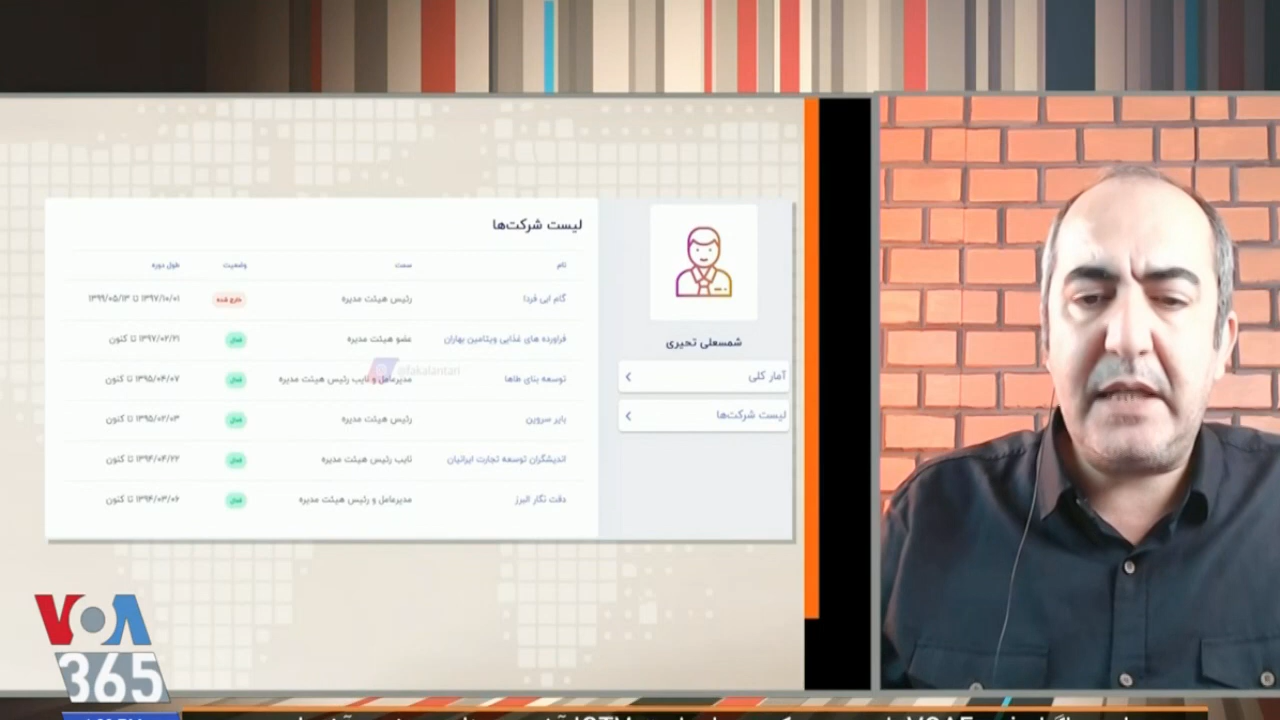 لیست شرکت‌ها
نام سمت وضعیت طول دوره
گام ابی فردا رئیس هیئت مدیره خارج شده ۱۳۹۷/۱۰/۰۱ تا ۱۳۹۹/۰۵/۱۳
فراورده های غذایی ویتامین بهاران عضو هیئت مدیره فعال ۱۳۹۷/۰۲/۲۱ تا کنون
توسعه بنای طاها مدیرعامل و نایب رئیس هیئت مدیره فعال ۱۳۹۵/۰۴/۰۷ تا کنون
بایر سروین رئیس هیئت مدیره فعال ۱۳۹۵/۰۲/۰۳ تا کنون
اندیشگران توسعه تجارت ایرانیان نایب رئیس هیئت مدیره فعال ۱۳۹۴/۰۴/۲۲ تا کنون
دقت نگار البرز مدیرعامل و رئیس هیئت مدیره فعال ۱۳۹۴/۰۳/۰۶ تا کنون
@fakalantari
شمسعلی تحیری
آمار کلی
لیست شرکت‌ها
VOA
365